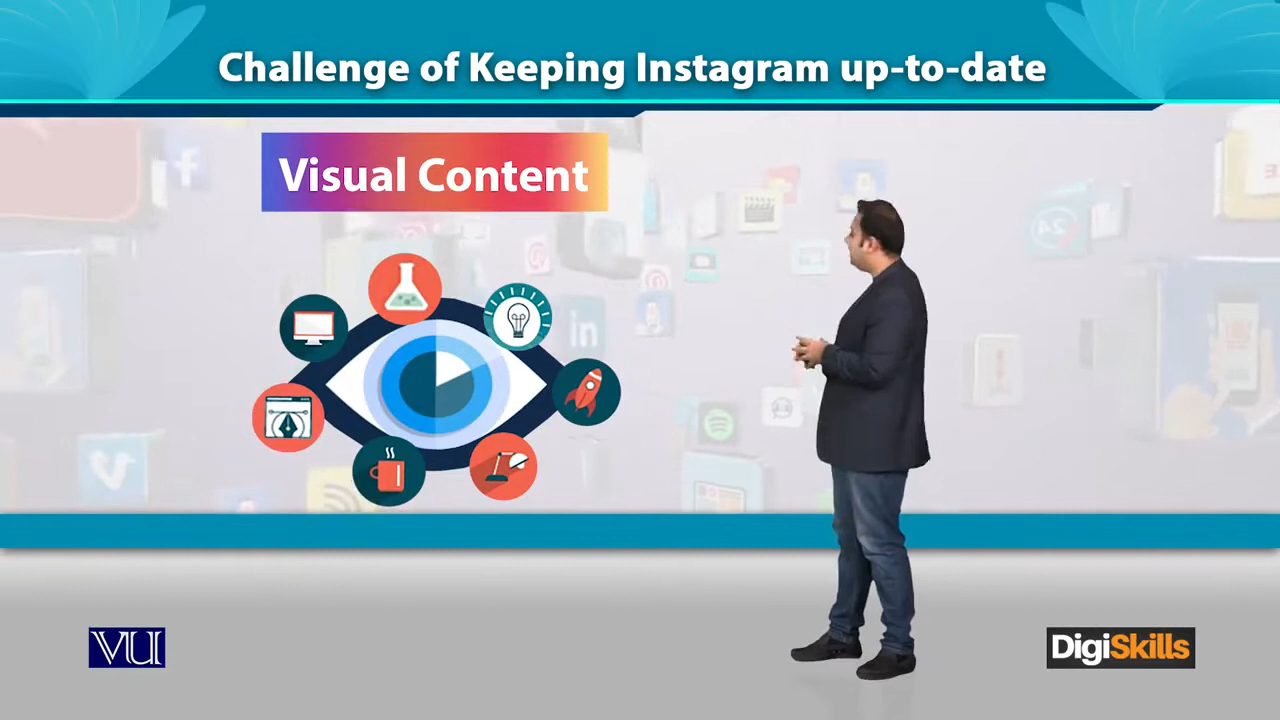 Challenge of Keeping Instagram up-to-date
Visual Content
VU
DigiSkills